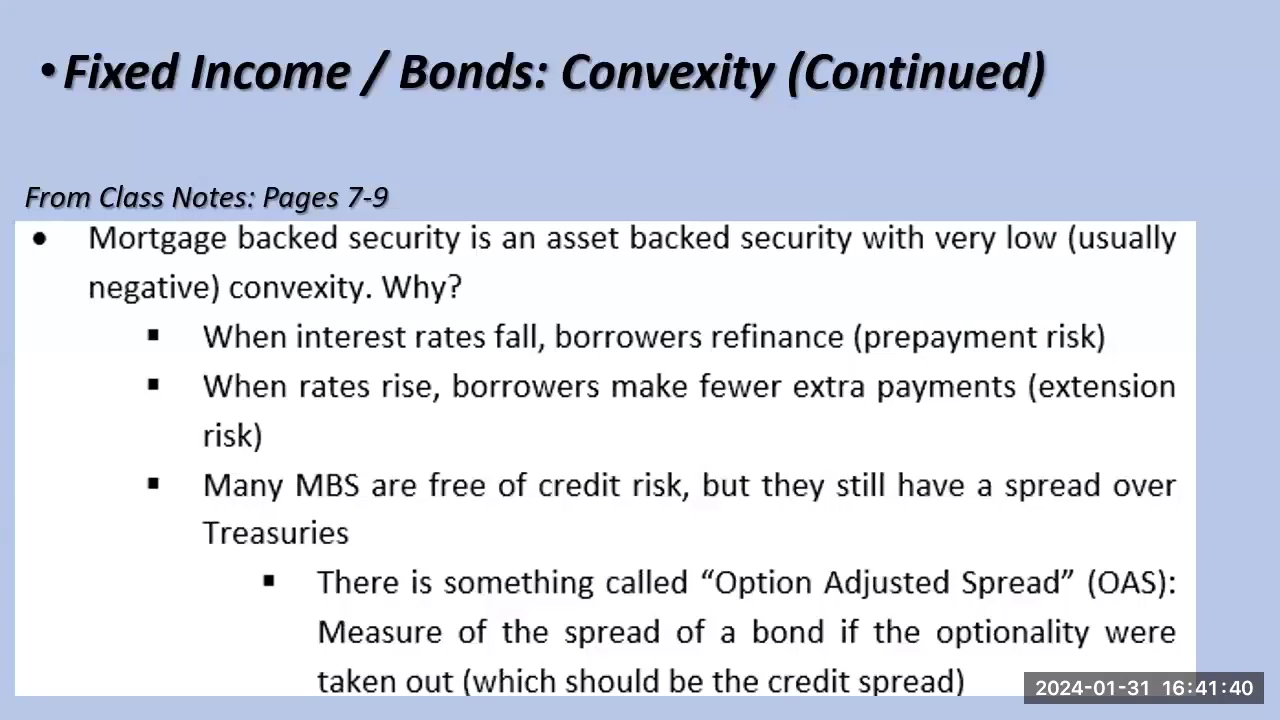 •Fixed Income / Bonds: Convexity (Continued)
From Class Notes: Pages 7-9
● Mortgage backed security is an asset backed security with very low (usually
negative) convexity. Why?
▪ When interest rates fall, borrowers refinance (prepayment risk)
▪ When rates rise, borrowers make fewer extra payments (extension
risk)
▪ Many MBS are free of credit risk, but they still have a spread over
Treasuries
▪ There is something called “Option Adjusted Spread” (OAS):
Measure of the spread of a bond if the optionality were
taken out (which should be the credit spread)
2024-01-31 16:41:40